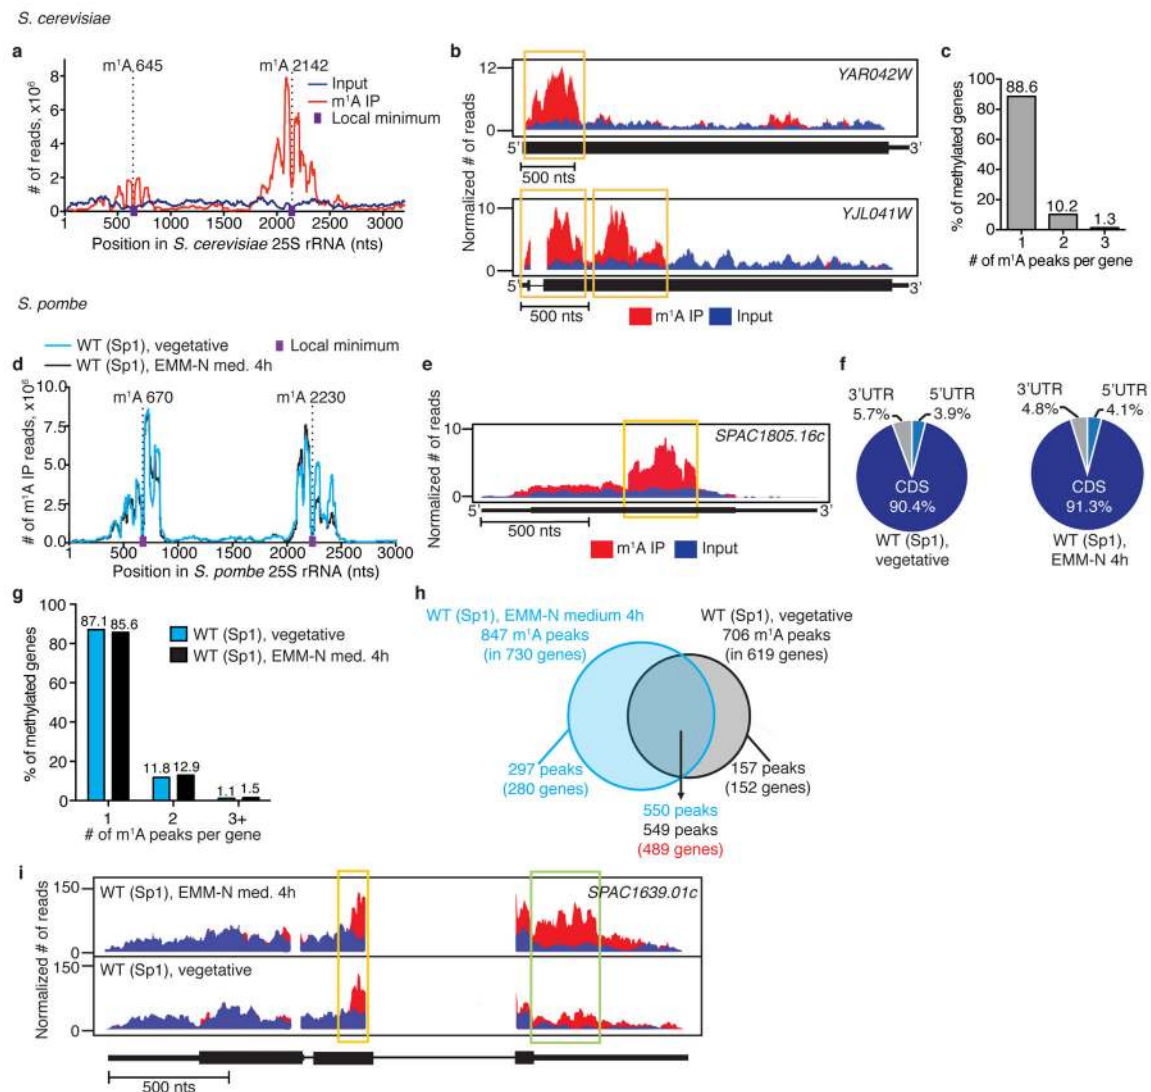 S. cerevisiae
a
m¹A 645
m¹A 2142
Input
m¹A IP
Local minimum
# of reads, x10⁶
8
6
4
2
0
1
500
1000
1500
2000
2500
3000
Position in S. cerevisiae 25S rRNA (nts)
b
Normalized # of reads
12
0
YAR042W
5'
3'
500 nts
10
0
YJL041W
5'
3'
500 nts
m¹A IP
Input
c
% of methylated genes
100
80
60
40
20
0
88.6
10.2
1.3
1
2
3
# of m¹A peaks per gene
S. pombe
WT (Sp1), vegetative
WT (Sp1), EMM-N med. 4h
Local minimum
d
# of m¹A IP reads, x10⁶
10.0
7.5
5.0
2.5
0.0
m¹A 670
m¹A 2230
1
500
1000
1500
2000
2500
3000
Position in S. pombe 25S rRNA (nts)
e
Normalized # of reads
10
0
SPAC1805.16c
5'
3'
500 nts
m¹A IP
Input
f
3'UTR
5.7%
5'UTR
3.9%
CDS
90.4%
WT (Sp1),
vegetative
3'UTR
4.8%
5'UTR
4.1%
CDS
91.3%
WT (Sp1),
EMM-N 4h
g
% of methylated genes
100
80
60
40
20
0
87.1
85.6
11.8
12.9
1.1
1.5
WT (Sp1), vegetative
WT (Sp1), EMM-N med. 4h
1
2
3+
# of m¹A peaks per gene
h
WT (Sp1), EMM-N medium 4h
847 m¹A peaks
(in 730 genes)
WT (Sp1), vegetative
706 m¹A peaks
(in 619 genes)
297 peaks
(280 genes)
157 peaks
(152 genes)
550 peaks
549 peaks
(489 genes)
i
Normalized # of reads
150
0
WT (Sp1), EMM-N med. 4h
SPAC1639.01c
Normalized # of reads
150
0
WT (Sp1), vegetative
500 nts